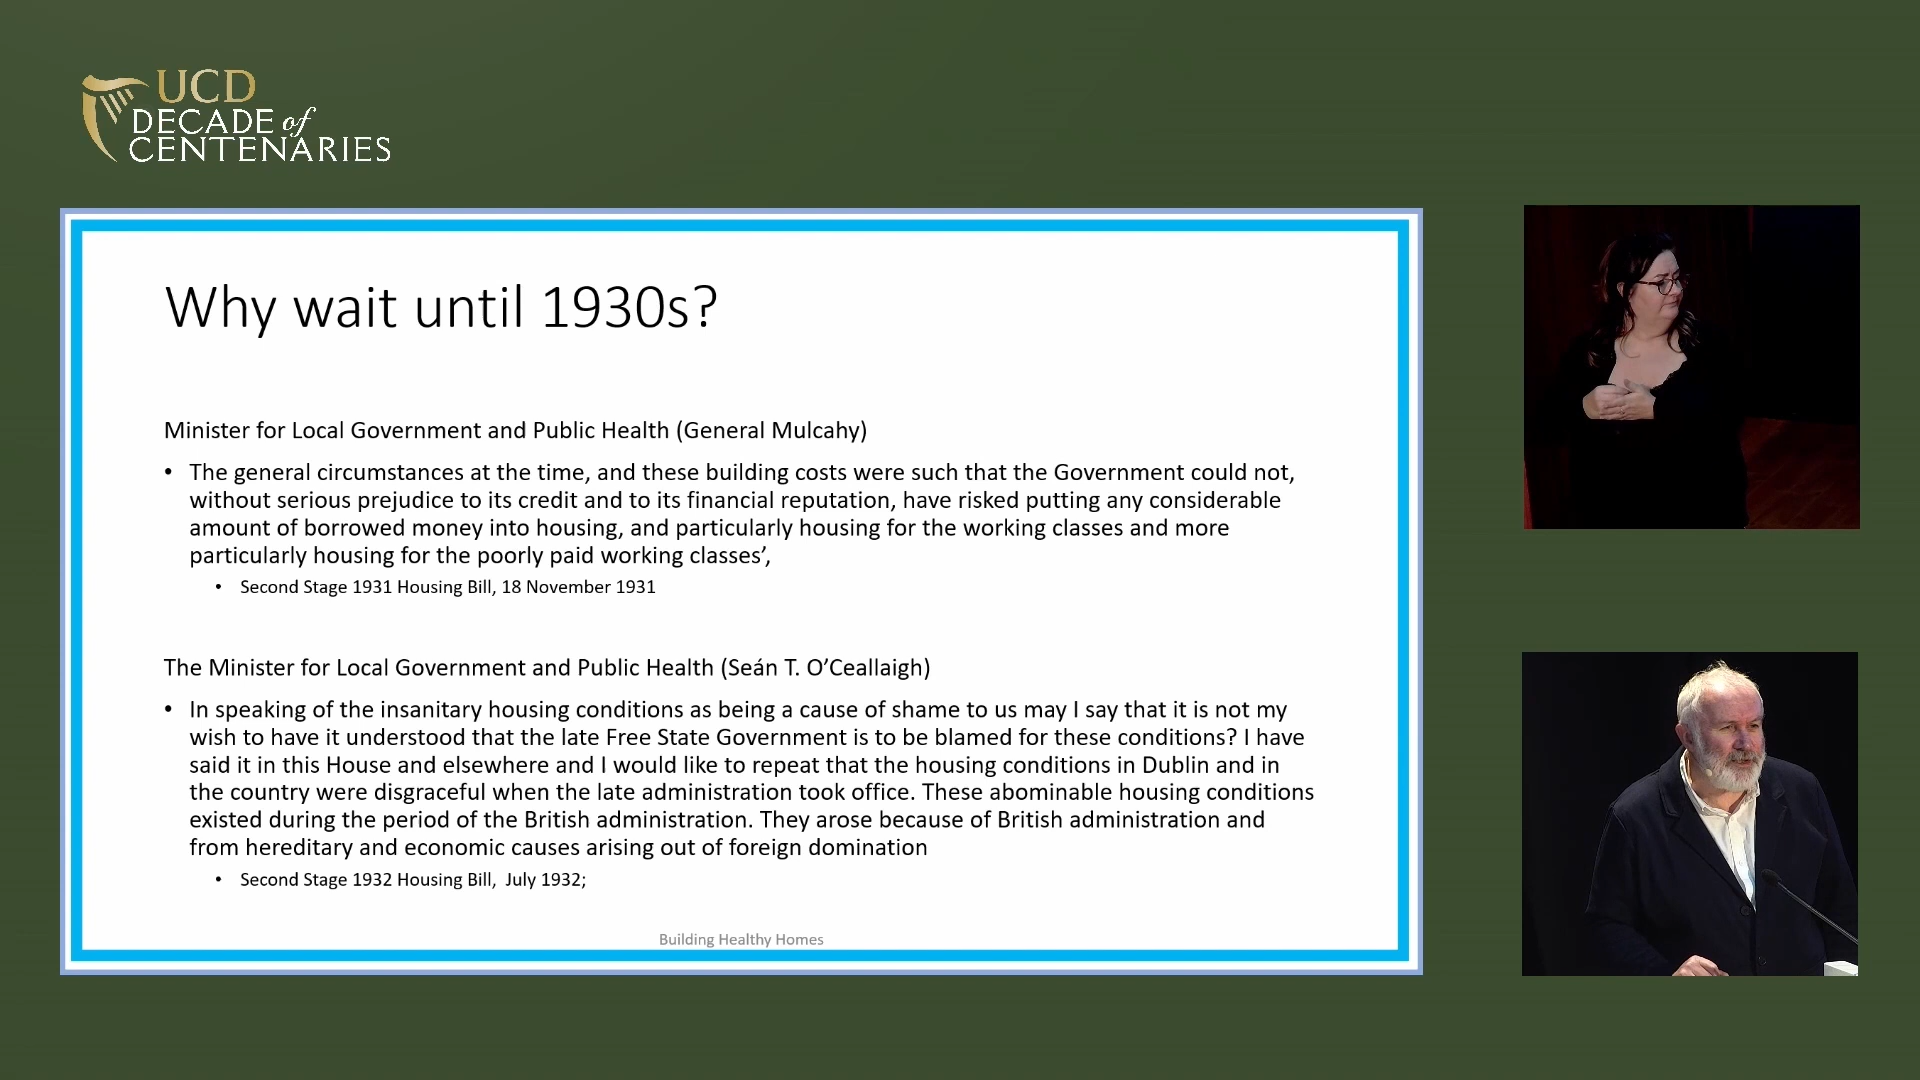 UCD
DECADE of
CENTENARIES
Why wait until 1930s?
Minister for Local Government and Public Health (General Mulcahy)
• The general circumstances at the time, and these building costs were such that the Government could not,
without serious prejudice to its credit and to its financial reputation, have risked putting any considerable
amount of borrowed money into housing, and particularly housing for the working classes and more
particularly housing for the poorly paid working classes’,
• Second Stage 1931 Housing Bill, 18 November 1931
The Minister for Local Government and Public Health (Seán T. O’Ceallaigh)
• In speaking of the insanitary housing conditions as being a cause of shame to us may I say that it is not my
wish to have it understood that the late Free State Government is to be blamed for these conditions? I have
said it in this House and elsewhere and I would like to repeat that the housing conditions in Dublin and in
the country were disgraceful when the late administration took office. These abominable housing conditions
existed during the period of the British administration. They arose because of British administration and
from hereditary and economic causes arising out of foreign domination
• Second Stage 1932 Housing Bill, July 1932;
Building Healthy Homes